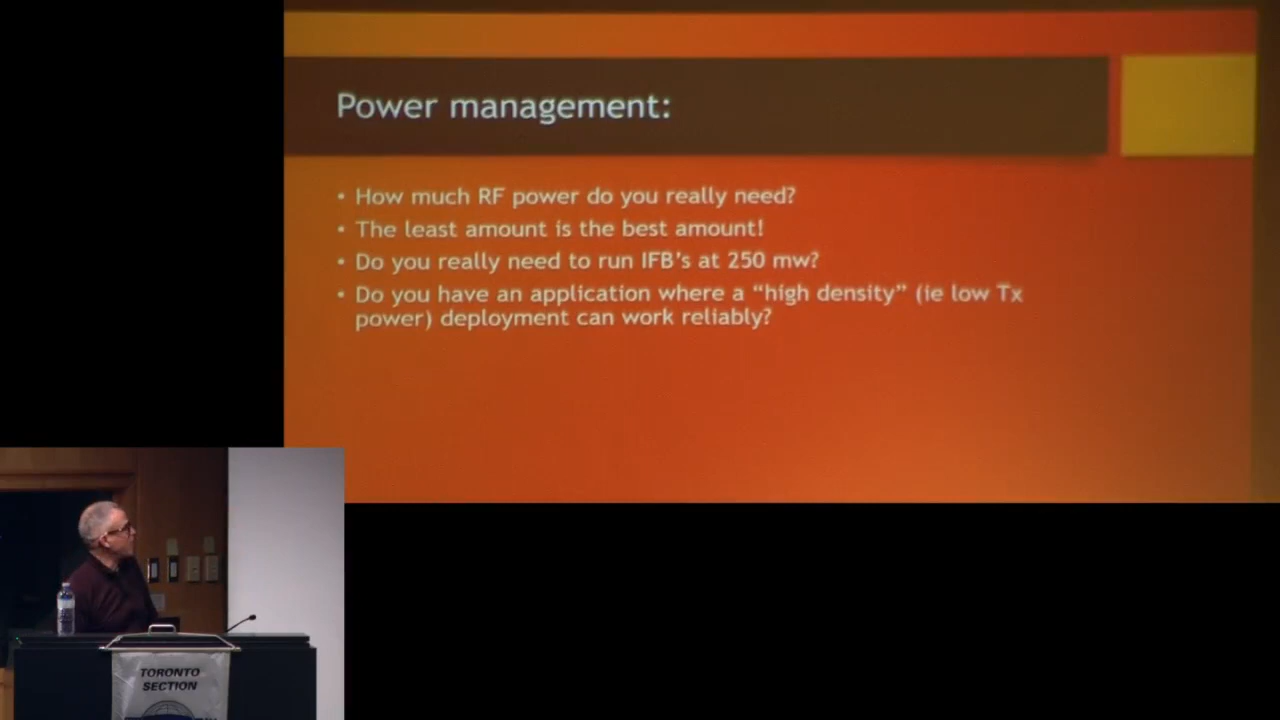 Power management:
• How much RF power do you really need?
• The least amount is the best amount!
• Do you really need to run IFB's at 250 mw?
• Do you have an application where a “high density” (ie low Tx
power) deployment can work reliably?
TORONTO
SECTION